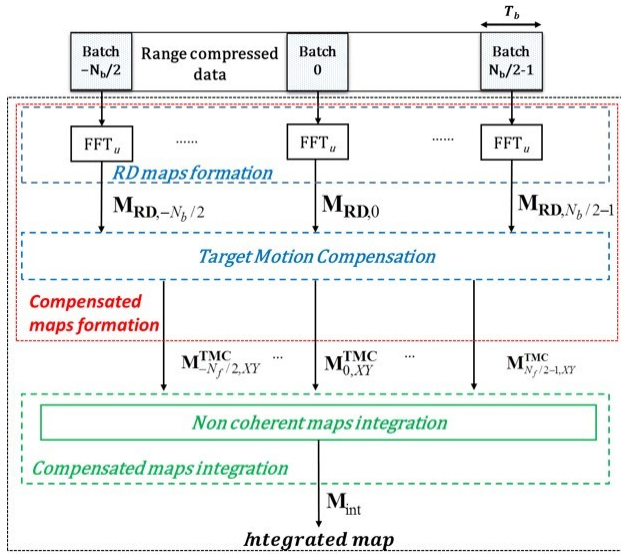 T_b
Batch
−N_b/2
Range compressed
data
Batch
0
Batch
N_b/2-1
FFT_u
......
FFT_u
......
FFT_u
RD maps formation
M_RD,−N_b/2
M_RD,0
M_RD,N_b/2−1
Target Motion Compensation
Compensated
maps formation
M^TMC_−N_f/2,XY
...
M^TMC_0,XY
...
M^TMC_N_f/2−1,XY
Non coherent maps integration
Compensated maps integration
M_int
Integrated map